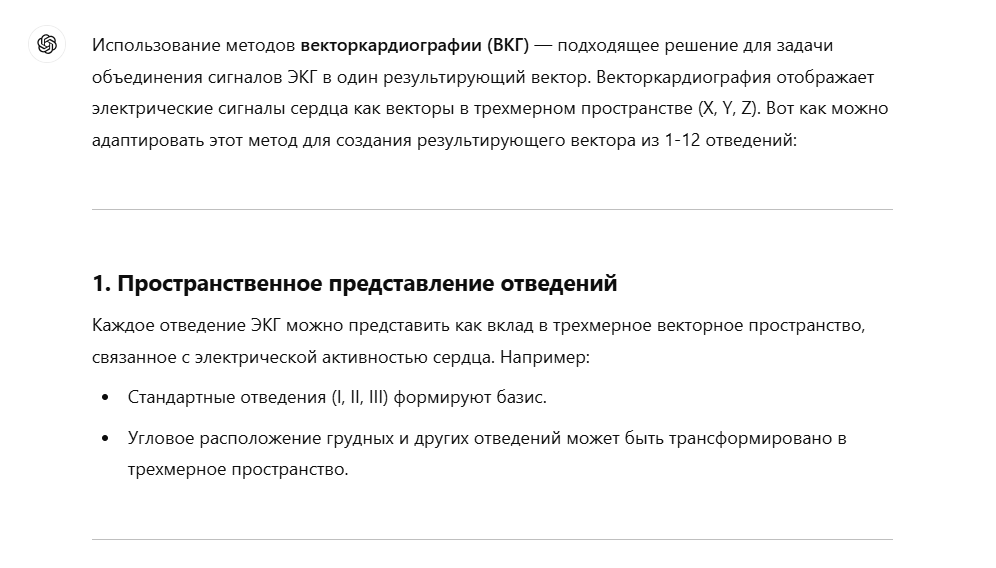 Использование методов векторкардиографии (ВКГ) — подходящее решение для задачи
объединения сигналов ЭКГ в один результирующий вектор. Векторкардиография отображает
электрические сигналы сердца как векторы в трехмерном пространстве (X, Y, Z). Вот как можно
адаптировать этот метод для создания результирующего вектора из 1-12 отведений:
1. Пространственное представление отведений
Каждое отведение ЭКГ можно представить как вклад в трехмерное векторное пространство,
связанное с электрической активностью сердца. Например:
• Стандартные отведения (I, II, III) формируют базис.
• Угловое расположение грудных и других отведений может быть трансформировано в
трехмерное пространство.